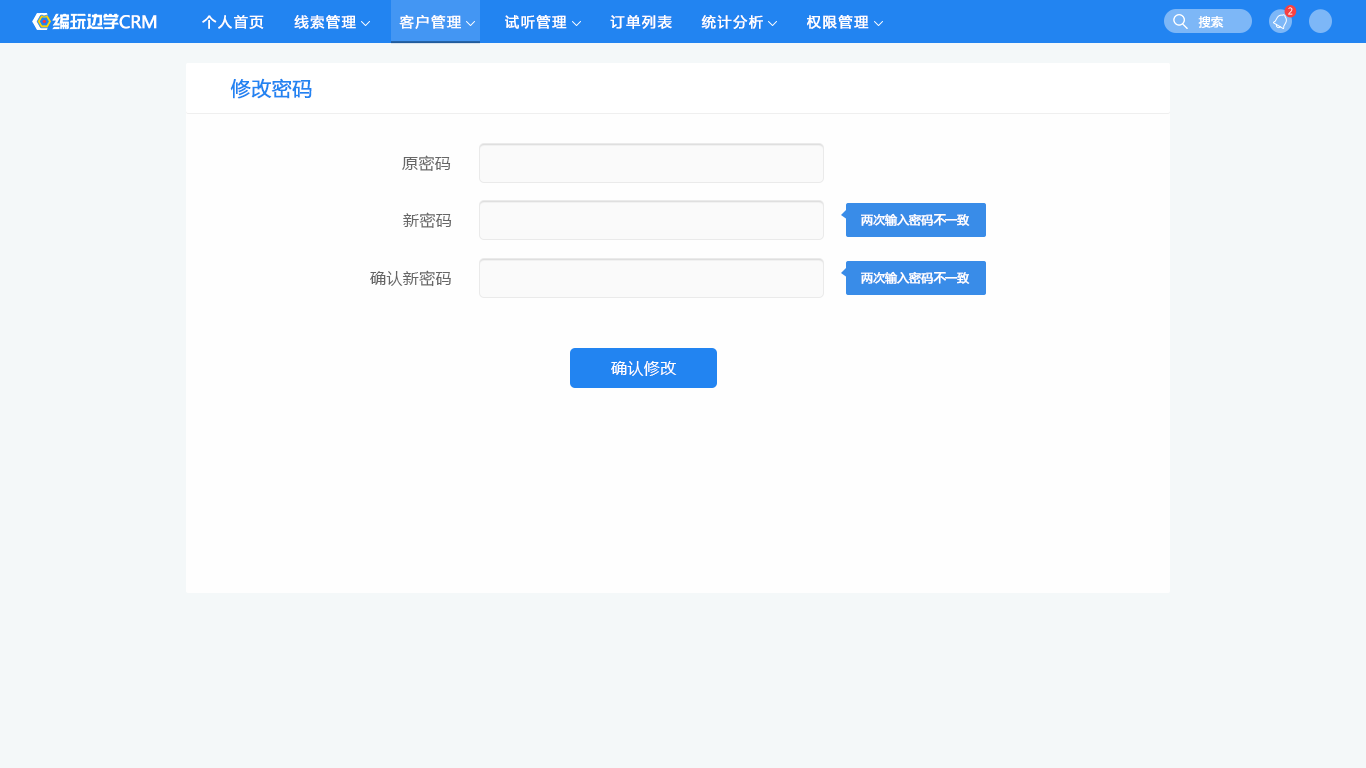 编玩边学CRM 个人首页 线索管理 客户管理 试听管理 订单列表 统计分析 权限管理 搜索 2
修改密码
原密码
新密码 两次输入密码不一致
确认新密码 两次输入密码不一致
确认修改